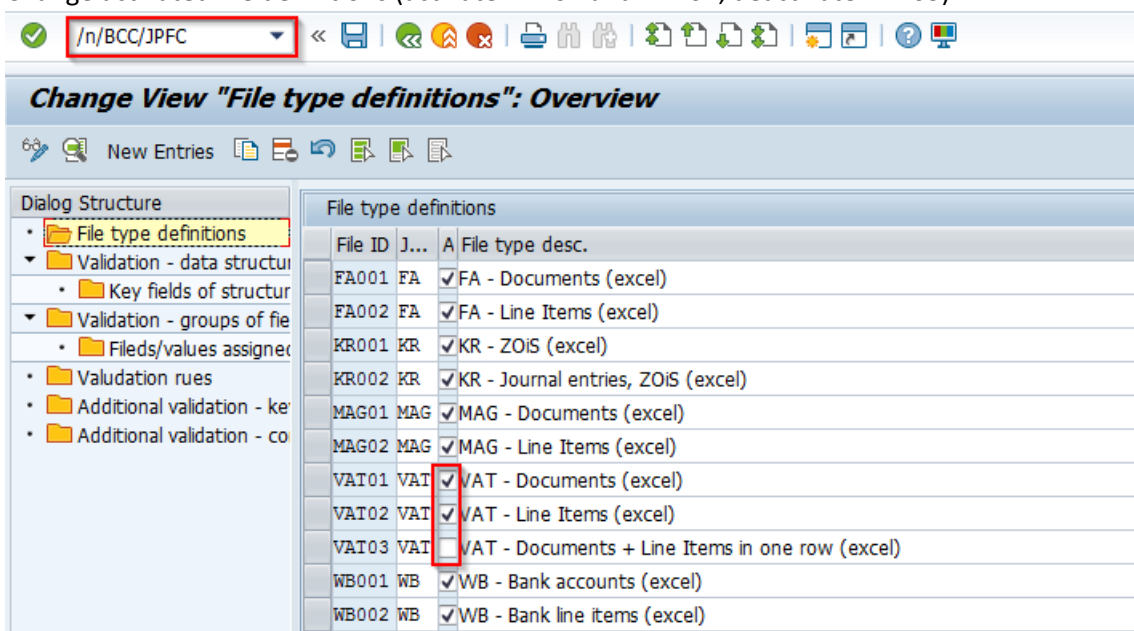 /n/BCC/JPFC
Change View "File type definitions": Overview
New Entries
Dialog Structure
File type definitions
Validation - data structur
Key fields of structur
Validation - groups of fie
Fileds/values assigned
Valudation rues
Additional validation - ke
Additional validation - co
File type definitions
File ID J... A File type desc.
FA001 FA FA - Documents (excel)
FA002 FA FA - Line Items (excel)
KR001 KR KR - ZOiS (excel)
KR002 KR KR - Journal entries, ZOiS (excel)
MAG01 MAG MAG - Documents (excel)
MAG02 MAG MAG - Line Items (excel)
VAT01 VAT VAT - Documents (excel)
VAT02 VAT VAT - Line Items (excel)
VAT03 VAT VAT - Documents + Line Items in one row (excel)
WB001 WB WB - Bank accounts (excel)
WB002 WB WB - Bank line items (excel)